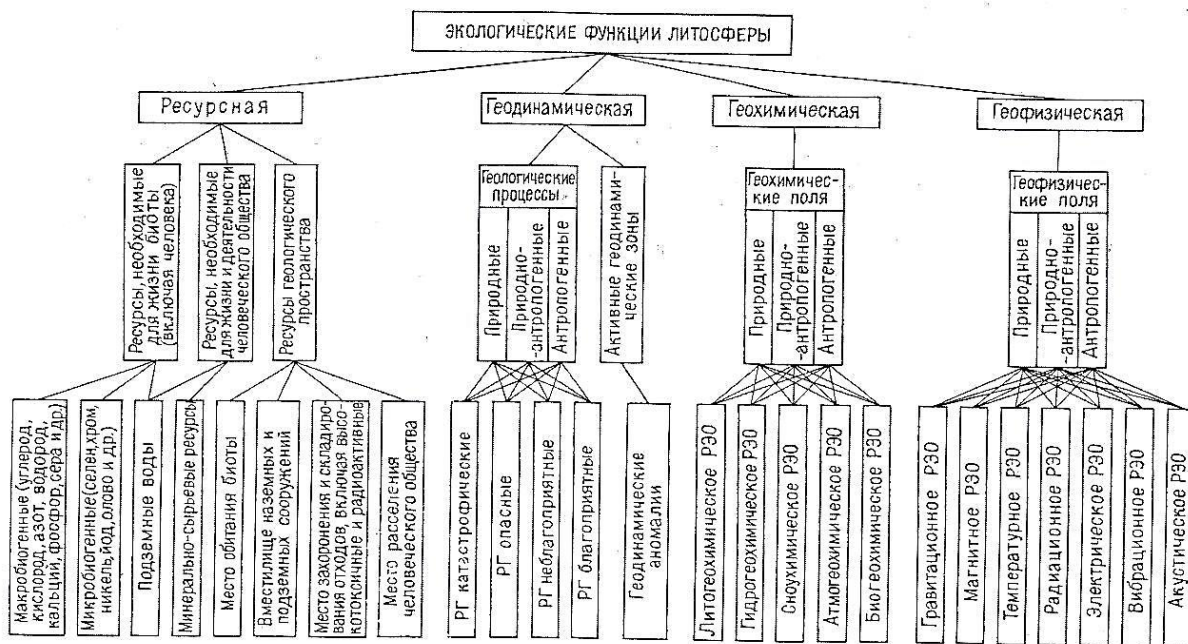 ЭКОЛОГИЧЕСКИЕ ФУНКЦИИ ЛИТОСФЕРЫ
Ресурсная
Геодинамическая
Геохимическая
Геофизическая
Ресурсы, необходимые
для жизни биоты
(включая человека)
Ресурсы, необходимые
для жизни и деятельности
человеческого общества
Ресурсы геологического
пространства
Геологические
процессы
Природные
Природно-
-антропогенные
Антропогенные
Активные геодинами-
ческие зоны
Геохимичес-
кие поля
Природные
Природно-
-антропогенные
Антропогенные
Геофизичес-
кие поля
Природные
Природно-
-антропогенные
Антропогенные
Макробиогенные (углерод,
кислород, азот, водород,
кальций, фосфор, сера и др.)
Микробиогенные (селен, хром,
никель, йод, олово и др.)
Подземные воды
Минерально-сырьевые ресурсы
Место обитания биоты
Вместилище наземных и
подземных сооружений
Место захоронения и складиро-
вания отходов, включая высо-
котоксичные и радиоактивные
Место расселения
человеческого общества
РГ катастрофические
РГ опасные
РГ неблагоприятные
РГ благоприятные
Геодинамические
аномалии
Литогеохимическое РЭО
Гидрогеохимическое РЭО
Сноухимическое РЭО
Атмогеохимическое РЭО
Биогеохимическое РЭО
Гравитационное РЭО
Магнитное РЭО
Температурное РЭО
Радиационное РЭО
Электрическое РЭО
Вибрационное РЭО
Акустическое РЭО